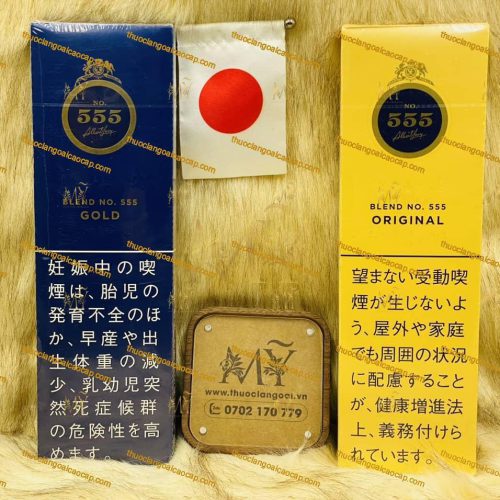 NO.
555
BLEND NO. 555
GOLD
妊娠中の喫
煙は、胎児の
発育不全のほ
か、早産や出
生体重の減
少、乳幼児突
然死症候群
の危険性を高
めます。
MỸ
www.thuoclangoci.vn
0702 170 779
NO.
555
BLEND NO. 555
ORIGINAL
望まない受動喫
煙が生じないよ
う、屋外や家庭
でも周囲の状況
に配慮すること
が、健康増進法
上、義務付けら
れています。
thuoclangoaicaocap.com